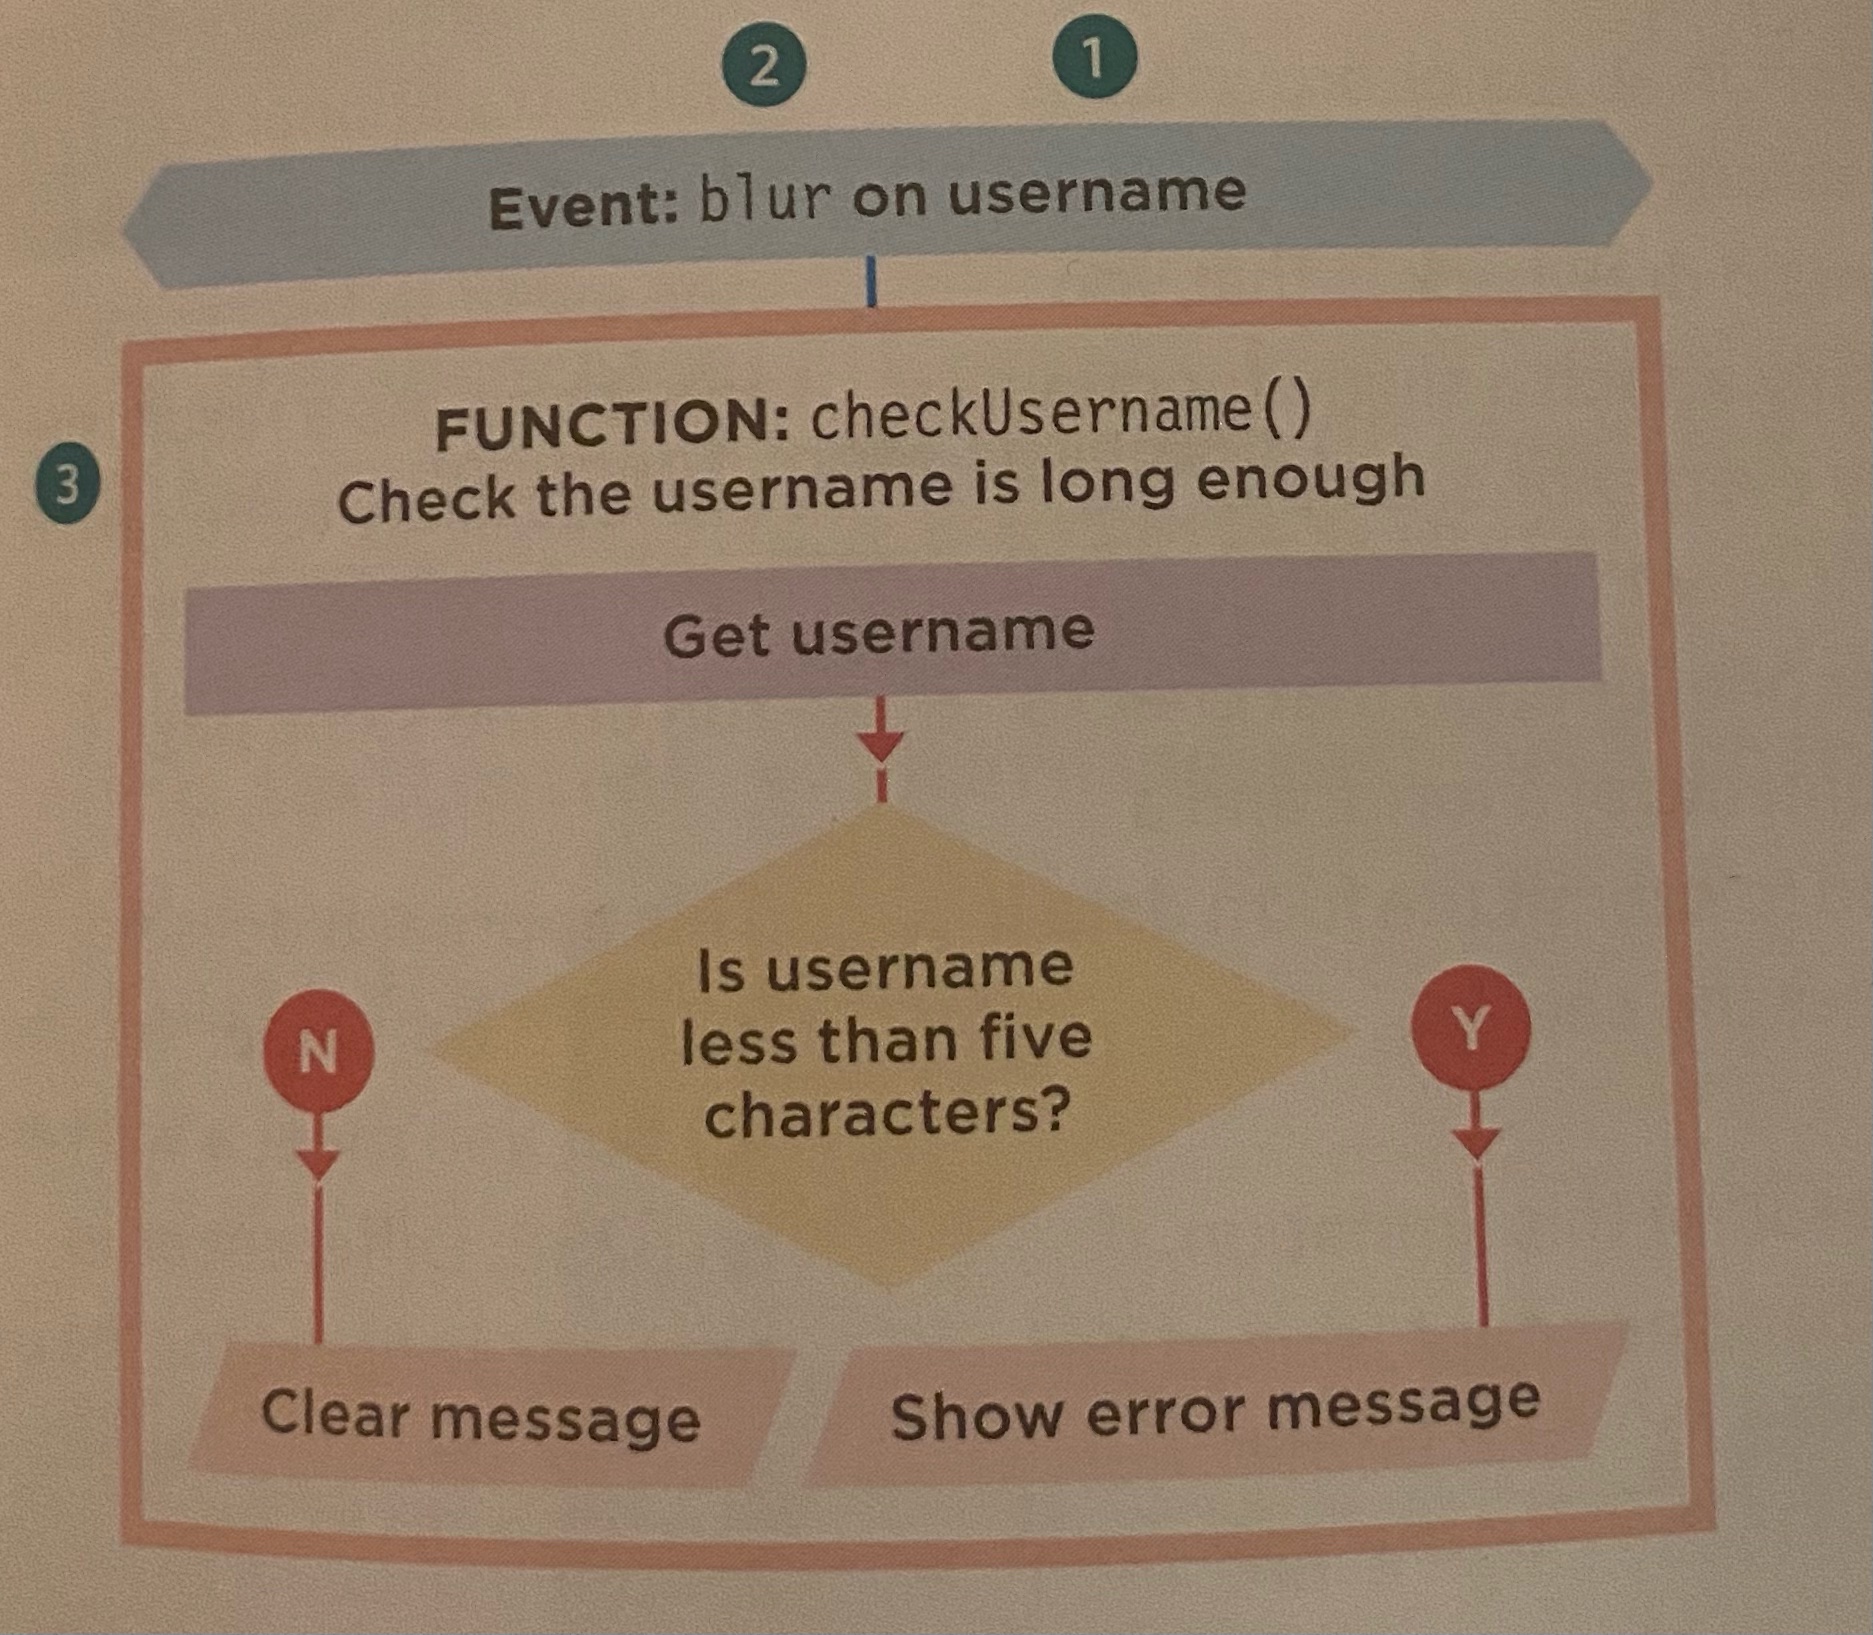 2 1
Event: blur on username
3
FUNCTION: checkUsername()
Check the username is long enough
Get username
Is username
less than five
characters?
N
Y
Clear message
Show error message